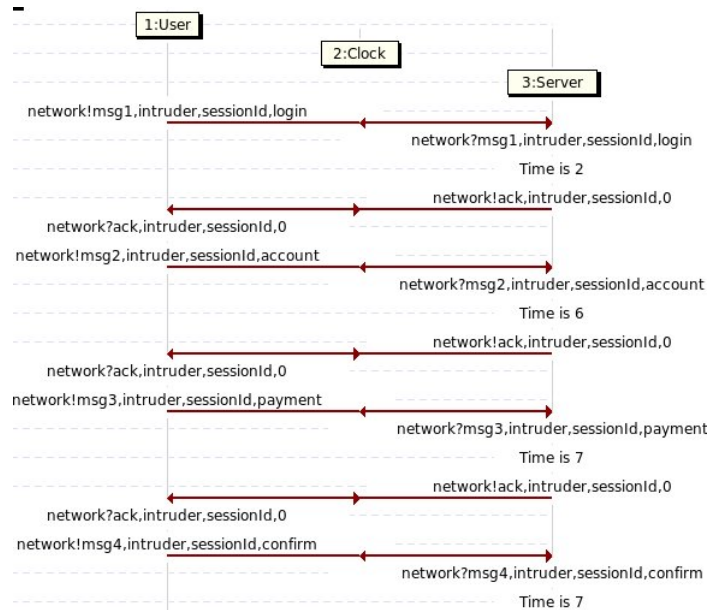 1:User
2:Clock
3:Server
network!msg1,intruder,sessionId,login
network?msg1,intruder,sessionId,login
Time is 2
network!ack,intruder,sessionId,0
network?ack,intruder,sessionId,0
network!msg2,intruder,sessionId,account
network?msg2,intruder,sessionId,account
Time is 6
network!ack,intruder,sessionId,0
network?ack,intruder,sessionId,0
network!msg3,intruder,sessionId,payment
network?msg3,intruder,sessionId,payment
Time is 7
network!ack,intruder,sessionId,0
network?ack,intruder,sessionId,0
network!msg4,intruder,sessionId,confirm
network?msg4,intruder,sessionId,confirm
Time is 7